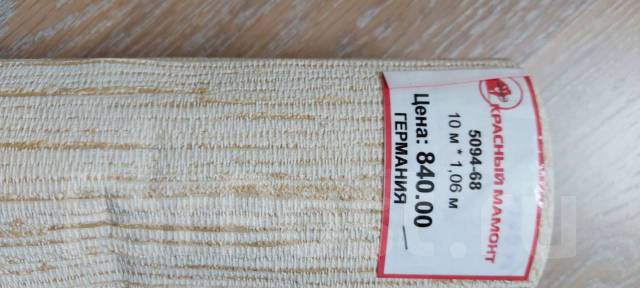 КРАСНЫЙ МАМОНТ
5094-68
10 м * 1,06 м
Цена: 840.00
ГЕРМАНИЯ